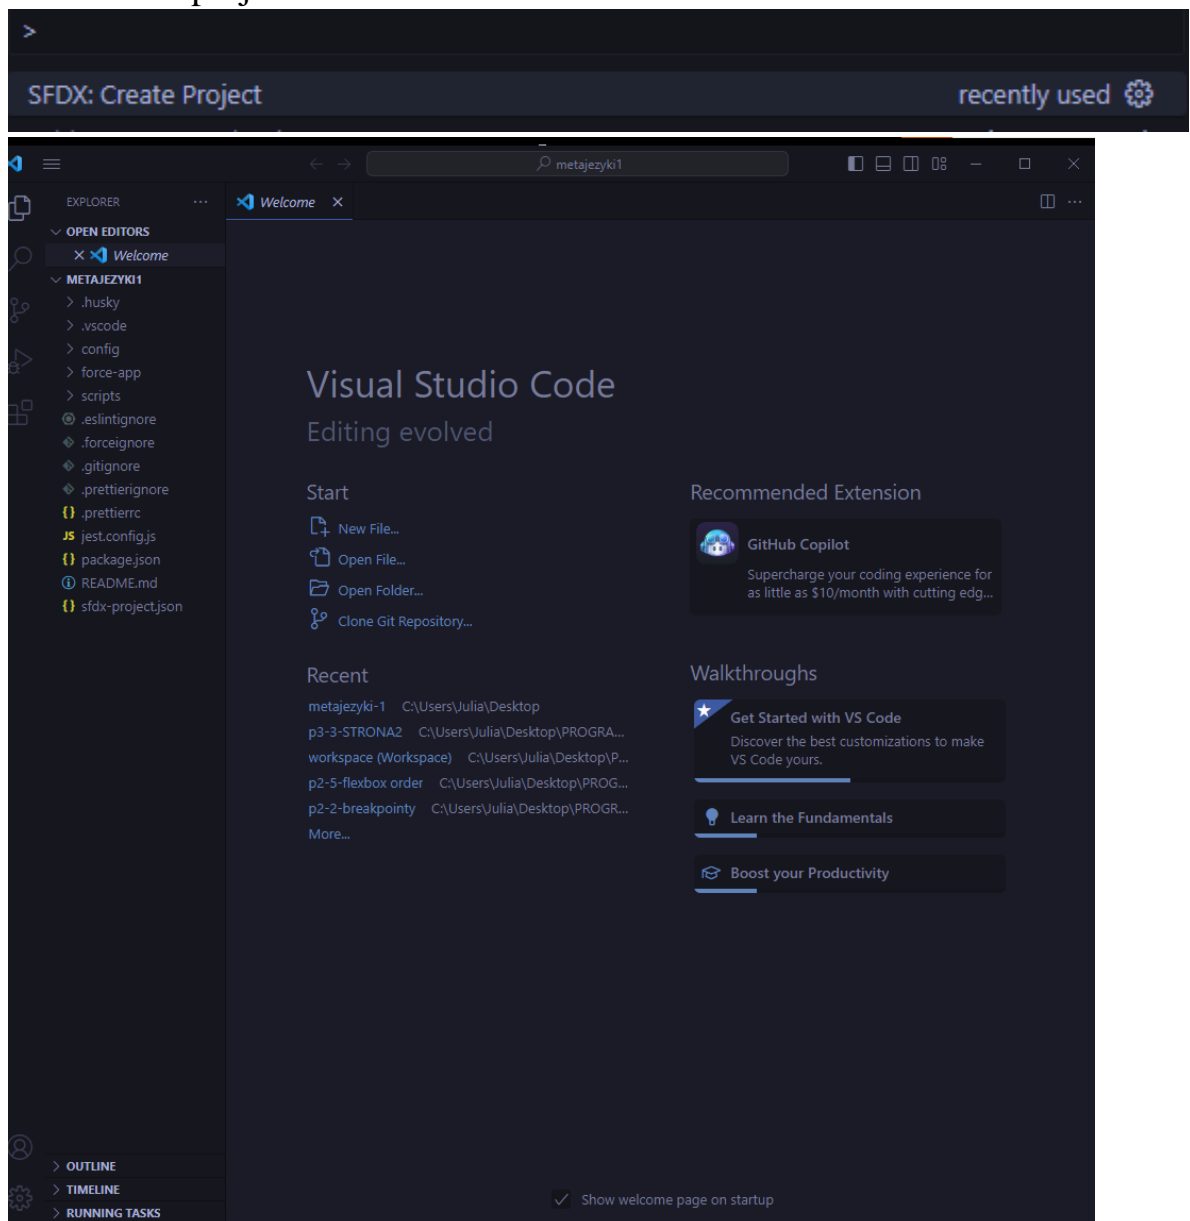 >
SFDX: Create Project recently used
metajezyki1
EXPLORER ...
Welcome
OPEN EDITORS
Welcome
METAJEZYKI1
> .husky
> .vscode
> config
> force-app
> scripts
.eslintignore
.forceignore
.gitignore
.prettierignore
{} .prettierrc
JS jest.config.js
{} package.json
README.md
{} sfdx-project.json
Visual Studio Code
Editing evolved
Start
New File...
Open File...
Open Folder...
Clone Git Repository...
Recent
metajezyki-1 C:\Users\Julia\Desktop
p3-3-STRONA2 C:\Users\Julia\Desktop\PROGRA...
workspace (Workspace) C:\Users\Julia\Desktop\P...
p2-5-flexbox order C:\Users\Julia\Desktop\PROG...
p2-2-breakpointy C:\Users\Julia\Desktop\PROGR...
More...
Recommended Extension
GitHub Copilot
Supercharge your coding experience for
as little as $10/month with cutting edg...
Walkthroughs
Get Started with VS Code
Discover the best customizations to make
VS Code yours.
Learn the Fundamentals
Boost your Productivity
> OUTLINE
> TIMELINE
> RUNNING TASKS
Show welcome page on startup